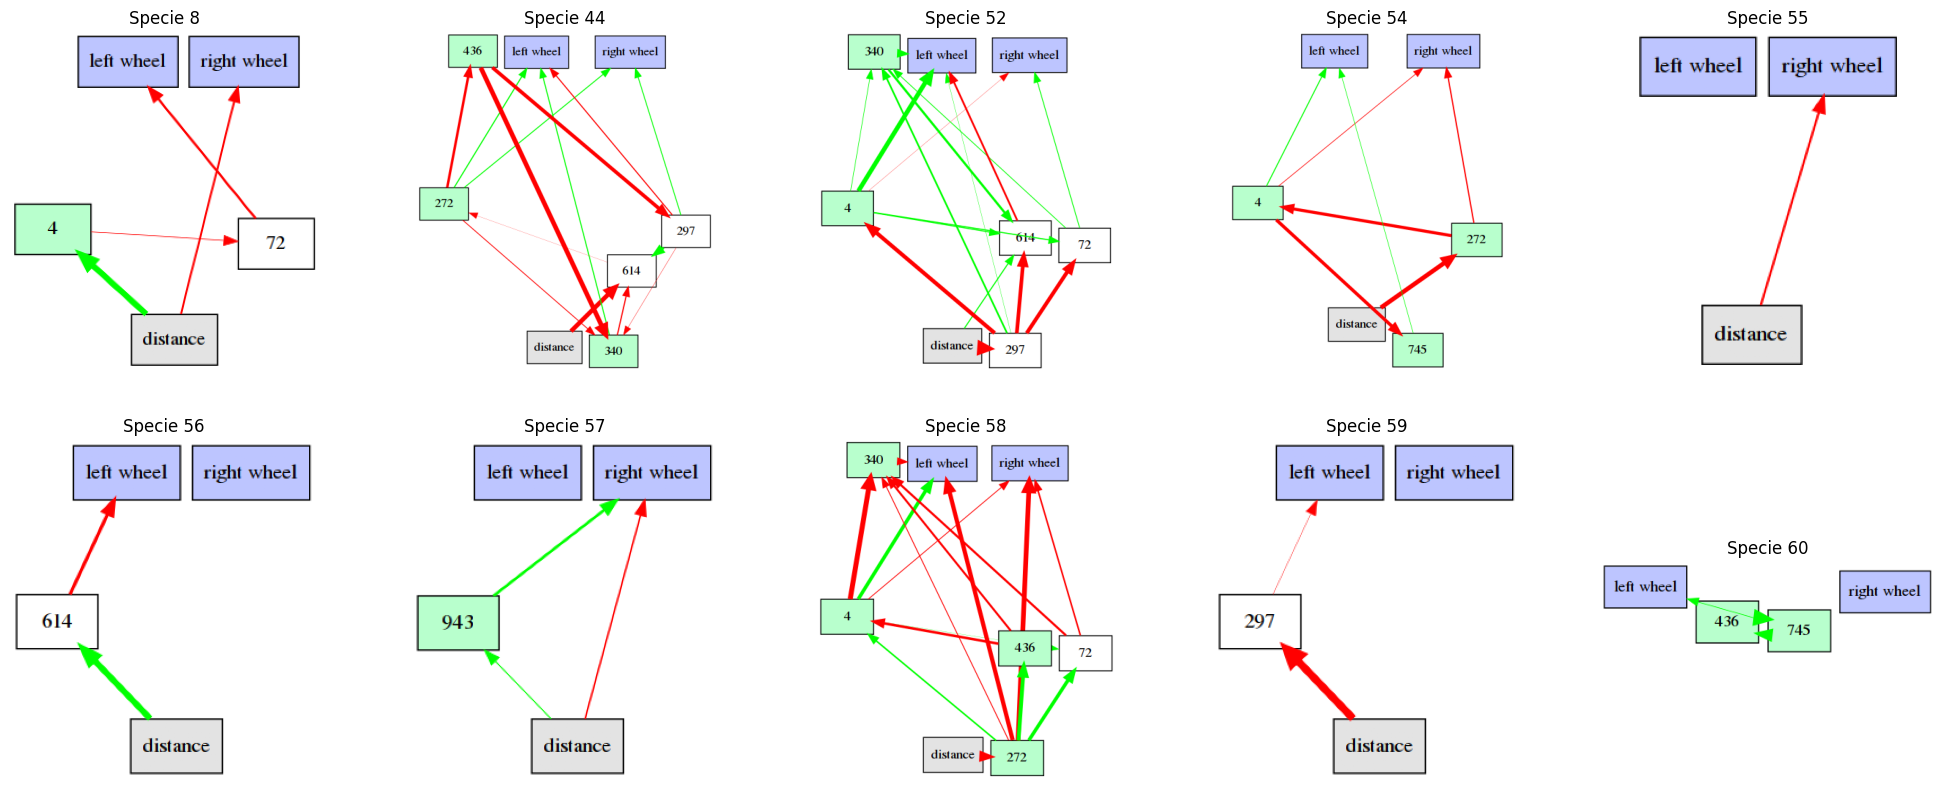 Specie 8
left wheel
right wheel
4
72
distance
Specie 44
436
left wheel
right wheel
272
297
614
distance
340
Specie 52
340
left wheel
right wheel
4
614
72
distance
297
Specie 54
left wheel
right wheel
4
272
distance
745
Specie 55
left wheel
right wheel
distance
Specie 56
left wheel
right wheel
614
distance
Specie 57
left wheel
right wheel
943
distance
Specie 58
340
left wheel
right wheel
4
436
72
distance
272
Specie 59
left wheel
right wheel
297
distance
Specie 60
left wheel
right wheel
436
745